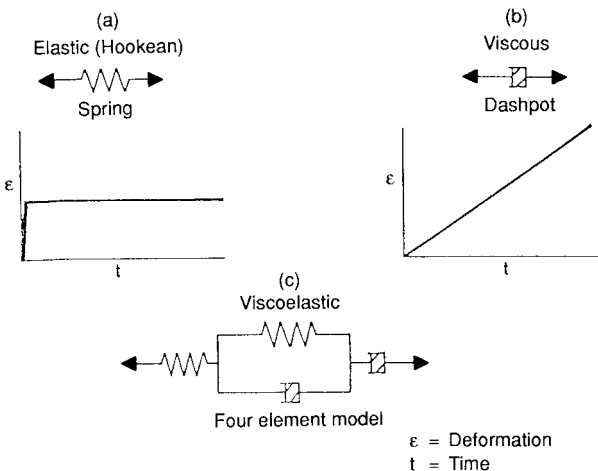 (a)
Elastic (Hookean)
Spring
ε
t
(b)
Viscous
Dashpot
ε
t
(c)
Viscoelastic
Four element model
ε = Deformation
t = Time